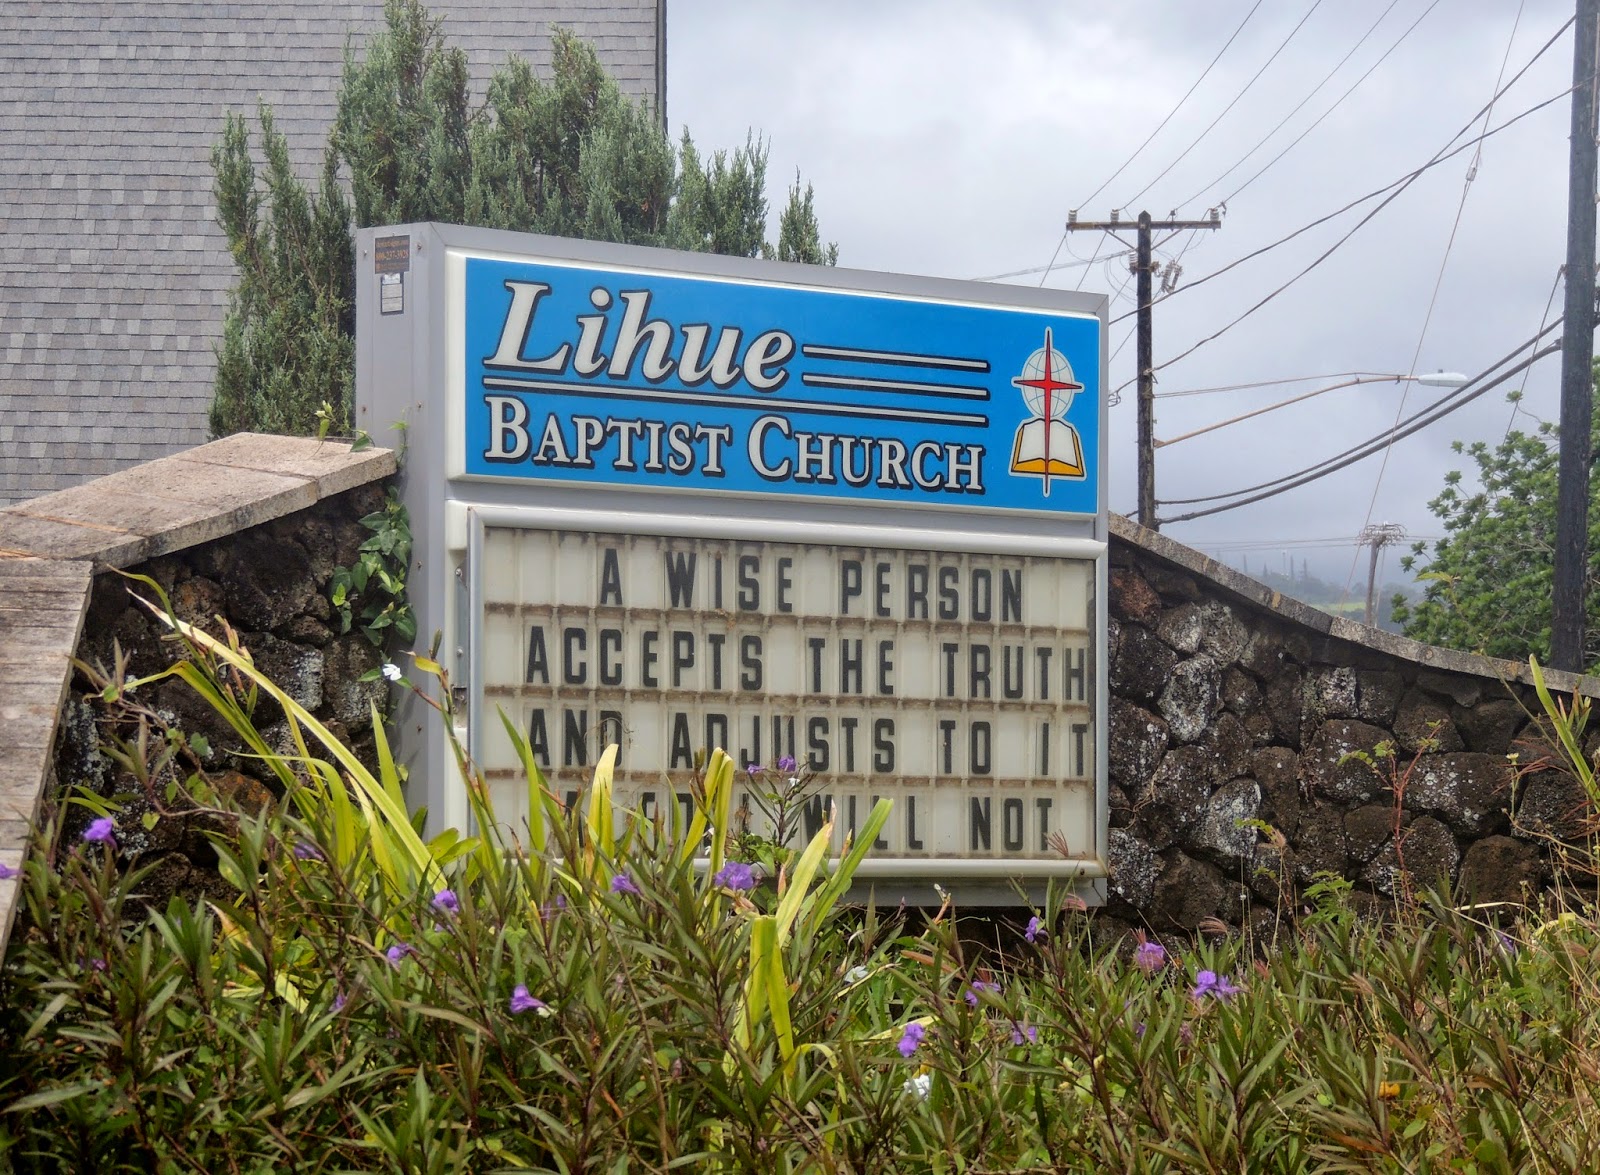 Lihue
BAPTIST CHURCH
A WISE PERSON
ACCEPTS THE TRUTH
AND ADJUSTS TO IT
WILL NOT